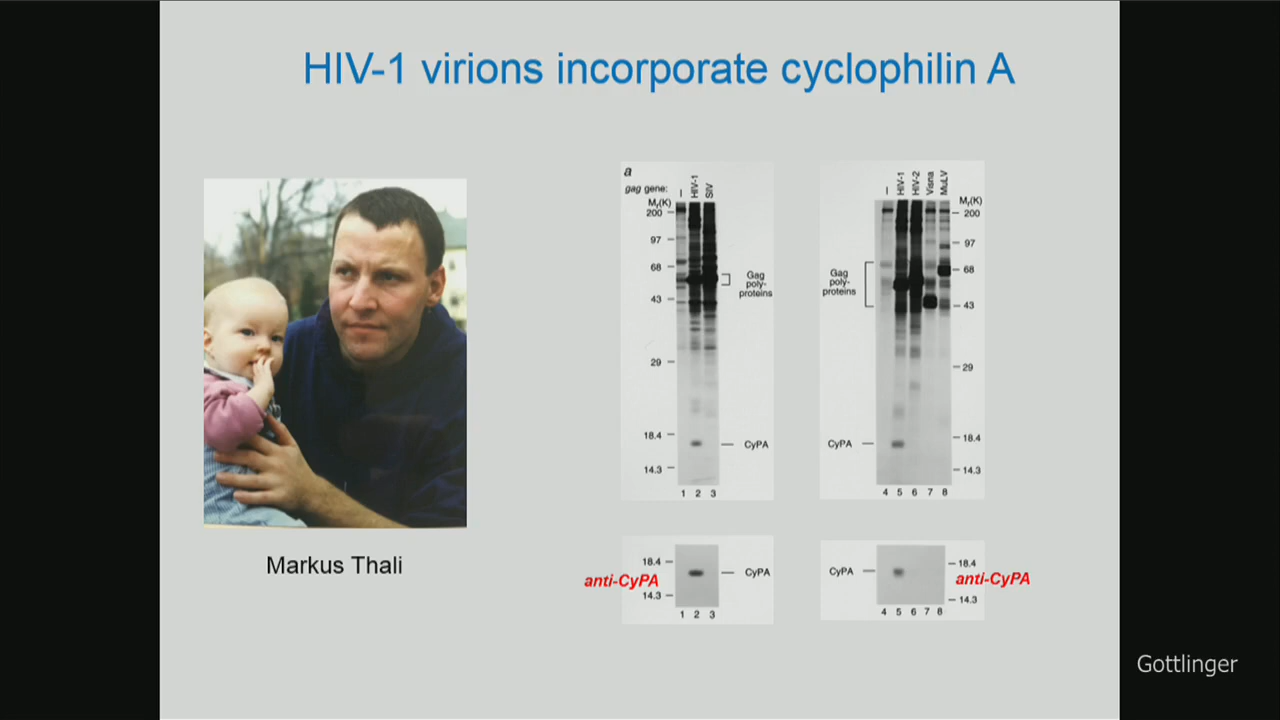 HIV-1 virions incorporate cyclophilin A
a
gag gene: – HIV-1 SIV
Mr(K)
200
97
68
43
29
18.4
14.3
Gag
poly-
proteins
CyPA
1 2 3
– HIV-1 HIV-2 Visna MuLV
Mr(K)
200
97
68
43
29
18.4
14.3
Gag
poly-
proteins
CyPA
4 5 6 7 8
Markus Thali
18.4
anti-CyPA
14.3
CyPA
1 2 3
CyPA
18.4
anti-CyPA
14.3
4 5 6 7 8
Gottlinger